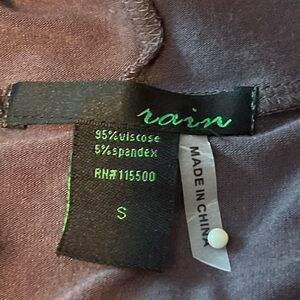 rain
95%viscose
5%spandex
RN#115500
S
MADE IN CHINA